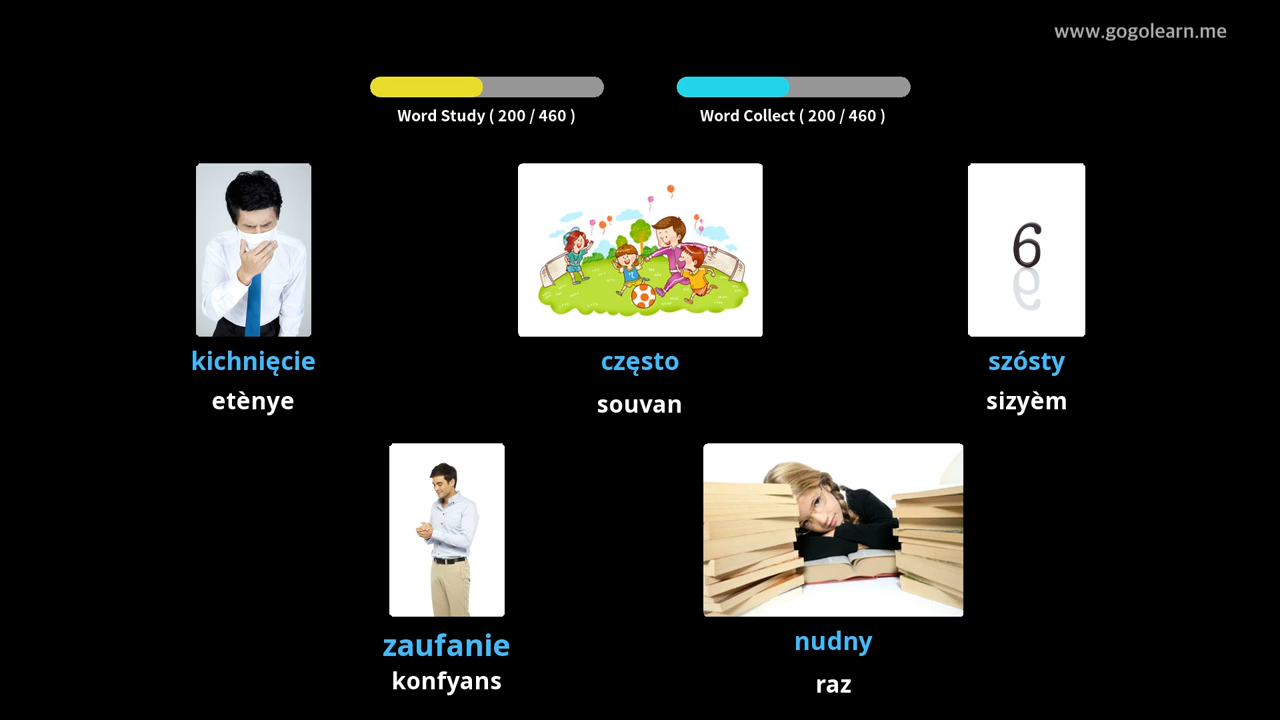 www.gogolearn.me
Word Study ( 200 / 460 )
Word Collect ( 200 / 460 )
6
kichnięcie
etènye
często
souvan
szósty
sizyèm
zaufanie
konfyans
nudny
raz